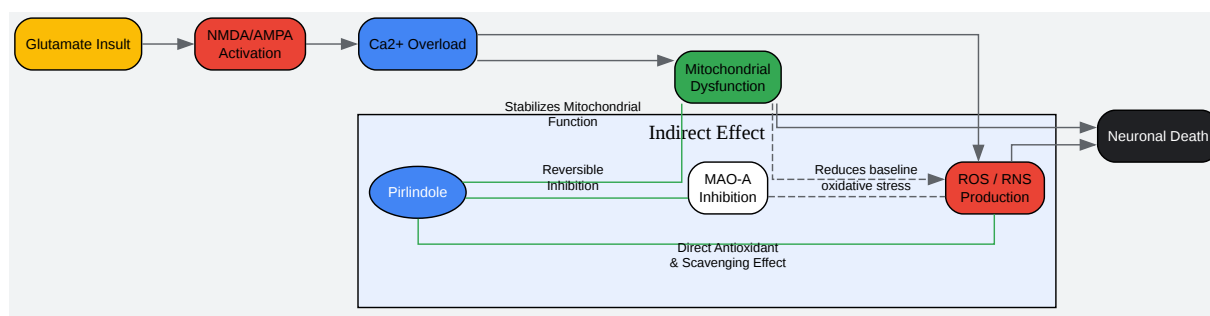 Glutamate Insult
NMDA/AMPA
Activation
Ca2+ Overload
Mitochondrial
Dysfunction
Stabilizes Mitochondrial
Function
Indirect Effect
Neuronal Death
Pirlindole
Reversible
Inhibition
MAO-A
Inhibition
Reduces baseline
oxidative stress
ROS / RNS
Production
Direct Antioxidant
& Scavenging Effect